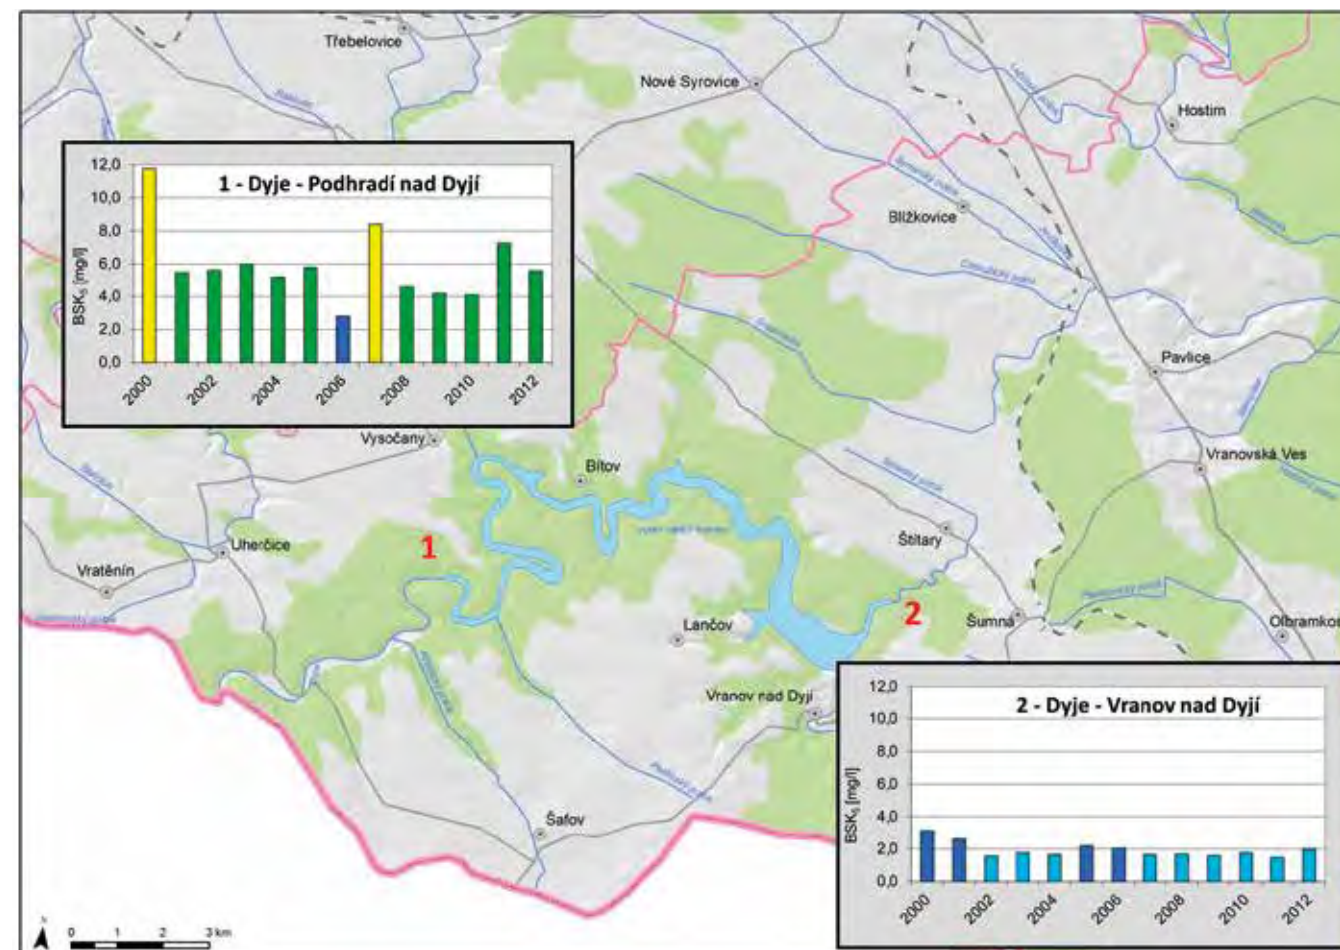 Třebelovice
Nové Syrovice
Hostim
Blížkovice
Pavlice
Vranovská Ves
1 - Dyje - Podhradí nad Dyjí
BSK₅ [mg/l]
12,0
10,0
8,0
6,0
4,0
2,0
0,0
2000
2002
2004
2006
2008
2010
2012
Vysočany
Bítov
Štítary
Uherčice
1
Vratěnín
2
Šumná
Olbramkos
Lančov
Vranov nad Dyjí
Šafov
2 - Dyje - Vranov nad Dyjí
BSK₅ [mg/l]
12,0
10,0
8,0
6,0
4,0
2,0
0,0
2000
2002
2004
2006
2008
2010
2012
N
0 1 2 3 km